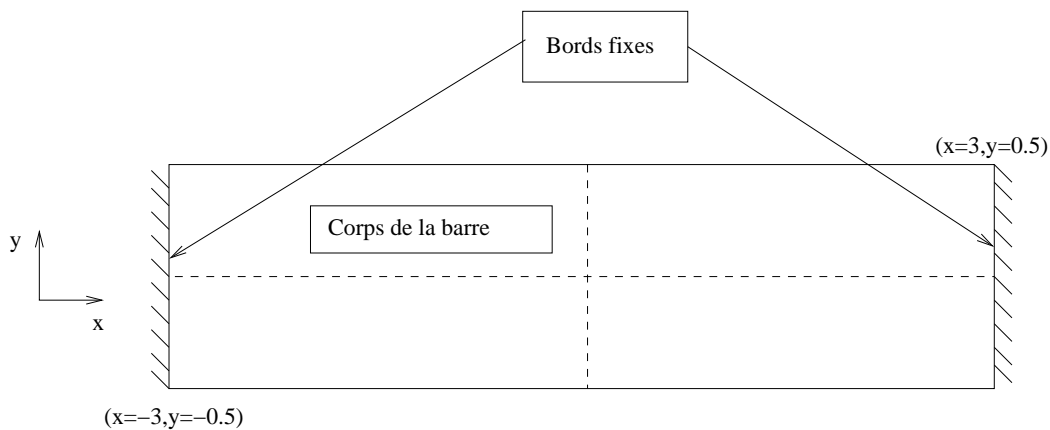 Bords fixes
(x=3,y=0.5)
Corps de la barre
y
x
(x=−3,y=−0.5)